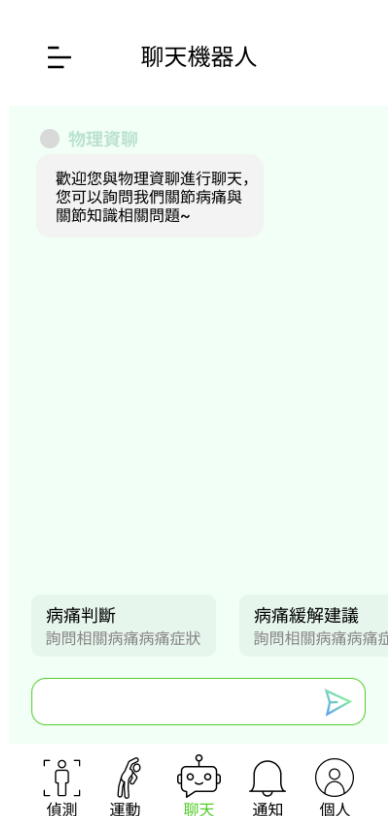 聊天機器人
物理資聊
歡迎您與物理資聊進行聊天，
您可以詢問我們關節病痛與
關節知識相關問題~
病痛判斷
詢問相關病痛病痛症狀
病痛緩解建議
詢問相關病痛病痛症
偵測
運動
聊天
通知
個人